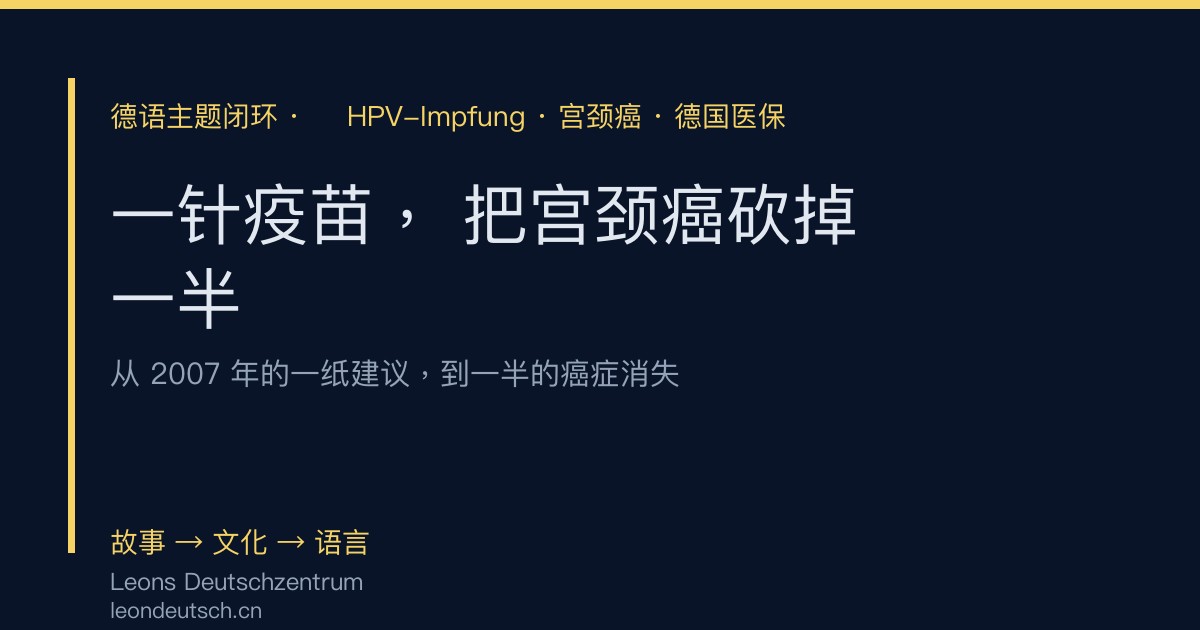 德语主题闭环 · HPV–Impfung · 宫颈癌 · 德国医保
一针疫苗， 把宫颈癌砍掉
一半
从 2007 年的一纸建议，到一半的癌症消失
故事 → 文化 → 语言
Leons Deutschzentrum
leondeutsch.cn